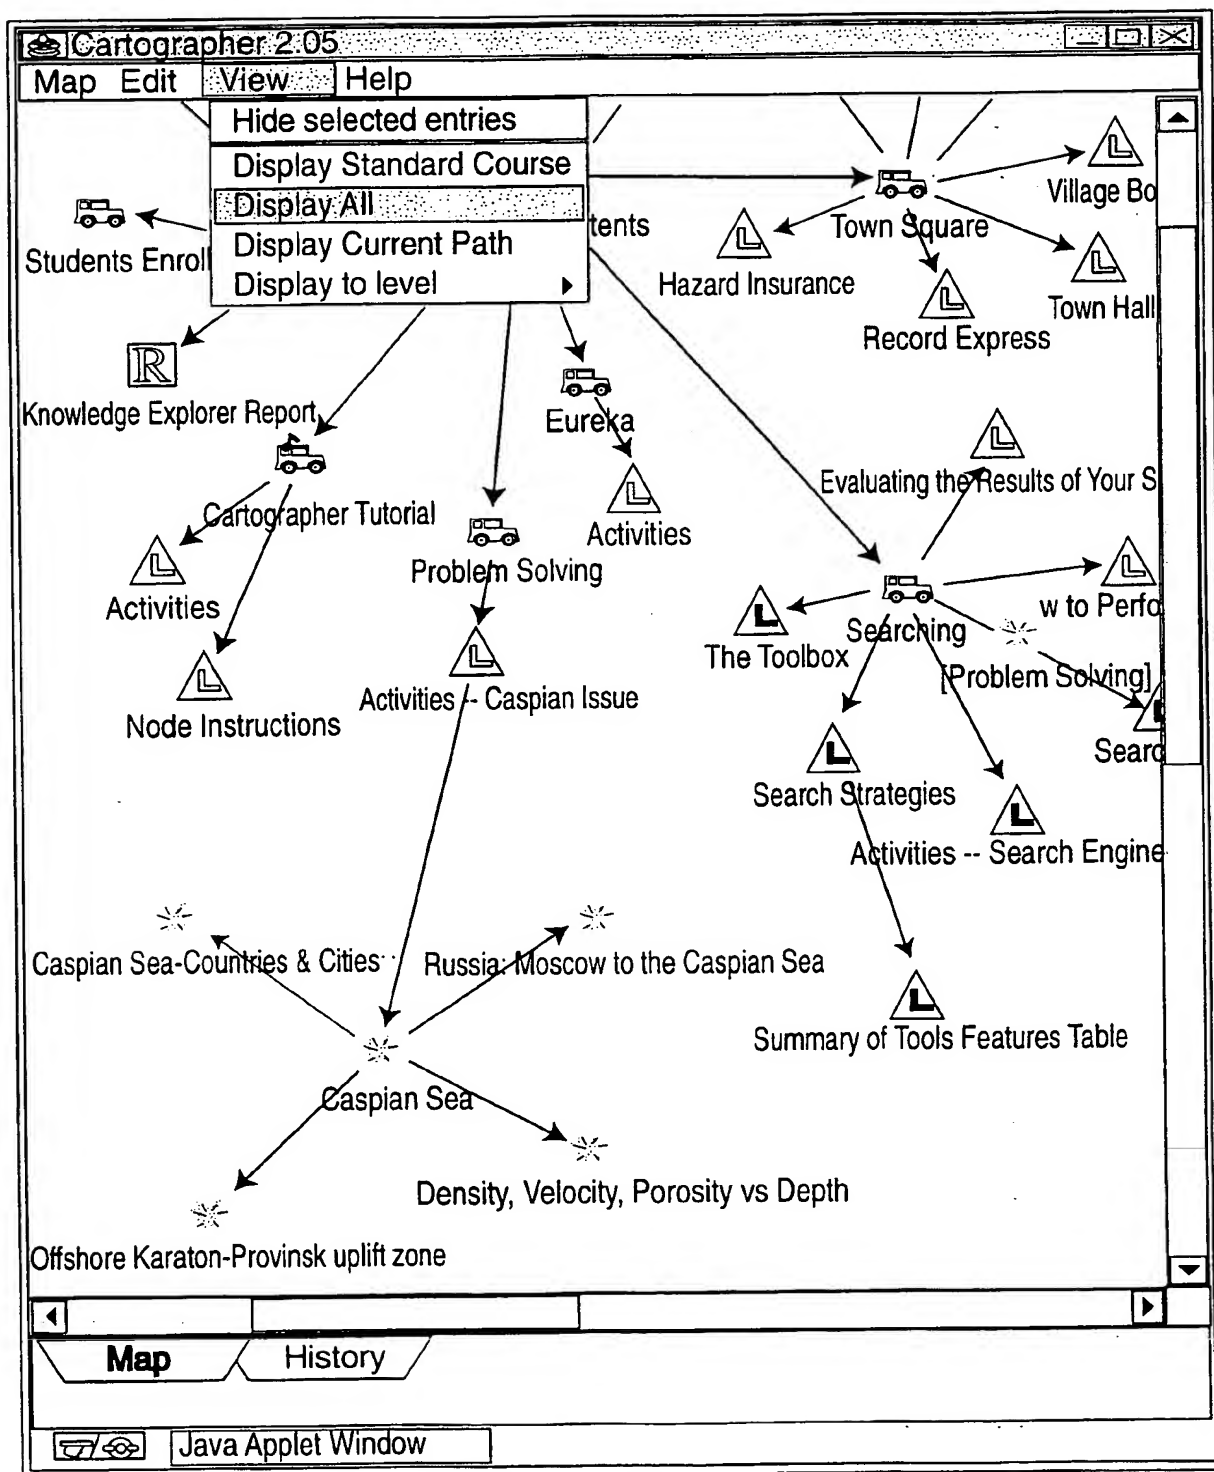 Cartographer 2.05
Map Edit View Help
Hide selected entries
Display Standard Course
Display All
Display Current Path
Display to level
tents
Village Bo
Town Square
Students Enroll
Hazard Insurance
Town Hall
Record Express
R
Knowledge Explorer Report
Eureka
Evaluating the Results of Your S
Cartographer Tutorial
Activities
Problem Solving
Activities
w to Perfo
Searching
The Toolbox
[Problem Solving]
Activities -- Caspian Issue
Node Instructions
Searc
Search Strategies
Activities -- Search Engine
Caspian Sea-Countries & Cities
Russia: Moscow to the Caspian Sea
Summary of Tools Features Table
Caspian Sea
Density, Velocity, Porosity vs Depth
Offshore Karaton-Provinsk uplift zone
Map History
Java Applet Window